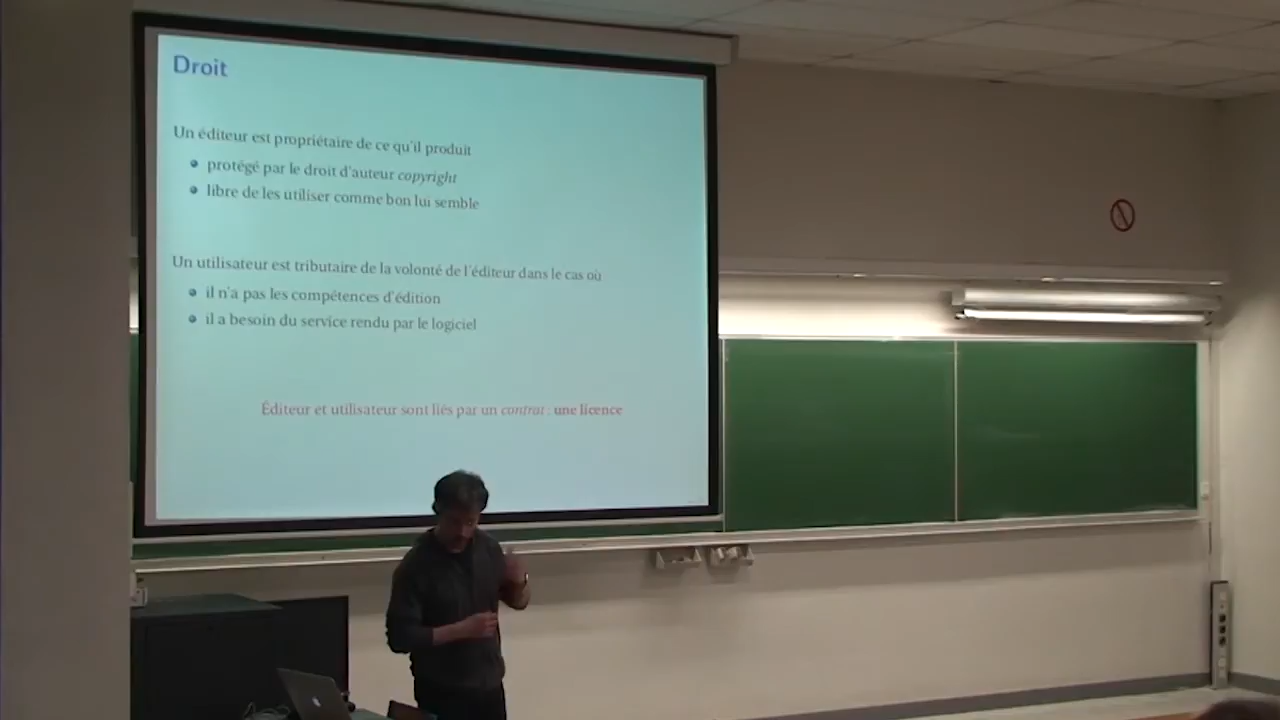 Droit
Un éditeur est propriétaire de ce qu'il produit
protégé par le droit d'auteur copyright
libre de les utiliser comme bon lui semble
Un utilisateur est tributaire de la volonté de l'éditeur dans le cas où
il n'a pas les compétences d'édition
il a besoin du service rendu par le logiciel
Éditeur et utilisateur sont liés par un contrat : une licence